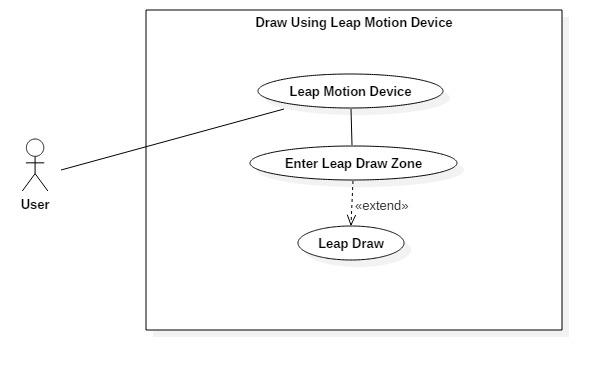 Draw Using Leap Motion Device
Leap Motion Device
Enter Leap Draw Zone
«extend»
User
Leap Draw